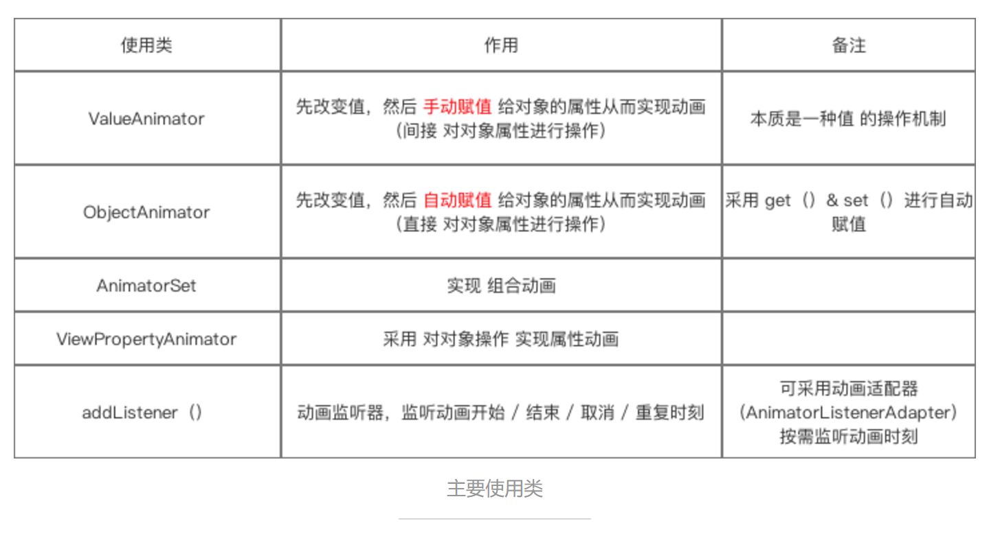 使用类
作用
备注
ValueAnimator
先改变值，然后 手动赋值 给对象的属性从而实现动画
（间接 对对象属性进行操作）
本质是一种值 的操作机制
ObjectAnimator
先改变值，然后 自动赋值 给对象的属性从而实现动画
（直接 对对象属性进行操作）
采用 get（）& set（）进行自动
赋值
AnimatorSet
实现 组合动画
ViewPropertyAnimator
采用 对对象操作 实现属性动画
addListener（）
动画监听器，监听动画开始 / 结束 / 取消 / 重复时刻
可采用动画适配器
（AnimatorListenerAdapter）
按需监听动画时刻
主要使用类